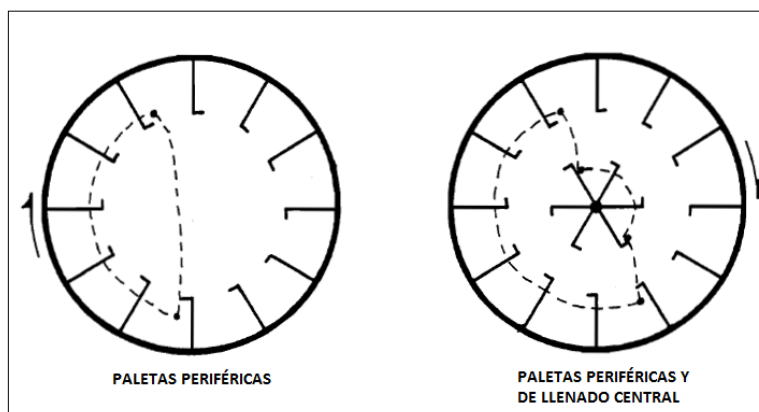 PALETAS PERIFÉRICAS
PALETAS PERIFÉRICAS Y
DE LLENADO CENTRAL